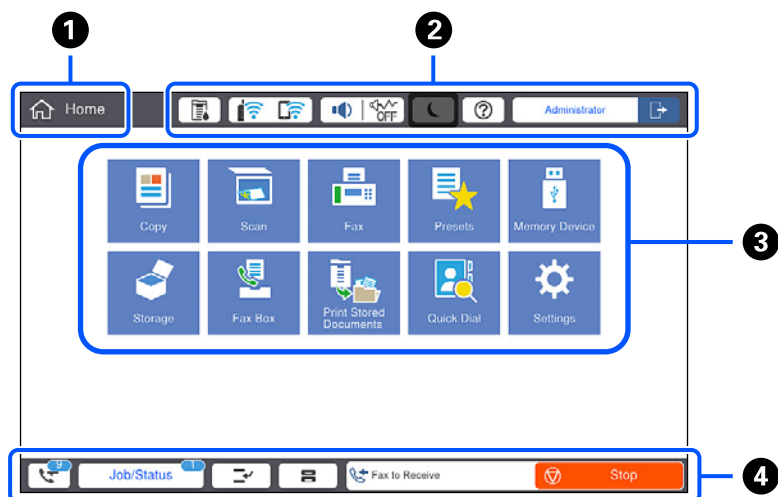 1
2
Home
OFF
Administrator
Copy
Scan
Fax
Presets
Memory Device
3
Storage
Fax Box
Print Stored
Documents
Quick Dial
Settings
9
Job/Status
1
Fax to Receive
Stop
4